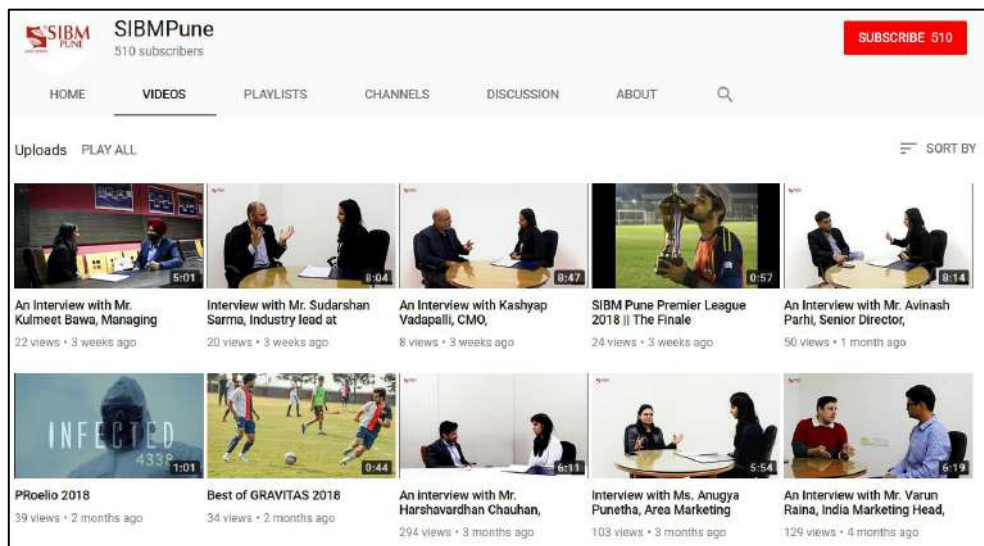 SIBM
PUNE
SIBMPune
510 subscribers
SUBSCRIBE 510
HOME VIDEOS PLAYLISTS CHANNELS DISCUSSION ABOUT
Uploads PLAY ALL SORT BY
5:01 8:04 8:47 0:57 8:14
An Interview with Mr. Kulmeet Bawa, Managing
22 views • 3 weeks ago
Interview with Mr. Sudarshan Sarma, Industry lead at
20 views • 3 weeks ago
An Interview with Kashyap Vadapalli, CMO,
8 views • 3 weeks ago
SIBM Pune Premier League 2018 || The Finale
24 views • 3 weeks ago
An Interview with Mr. Avinash Parhi, Senior Director,
50 views • 1 month ago
INFECTED
4338
1:01 0:44 6:11 5:54 6:19
PRoelio 2018
39 views • 2 months ago
Best of GRAVITAS 2018
34 views • 2 months ago
An interview with Mr. Harshavardhan Chauhan,
294 views • 3 months ago
Interview with Ms. Anugya Punetha, Area Marketing
103 views • 3 months ago
An Interview with Mr. Varun Raina, India Marketing Head,
129 views • 4 months ago